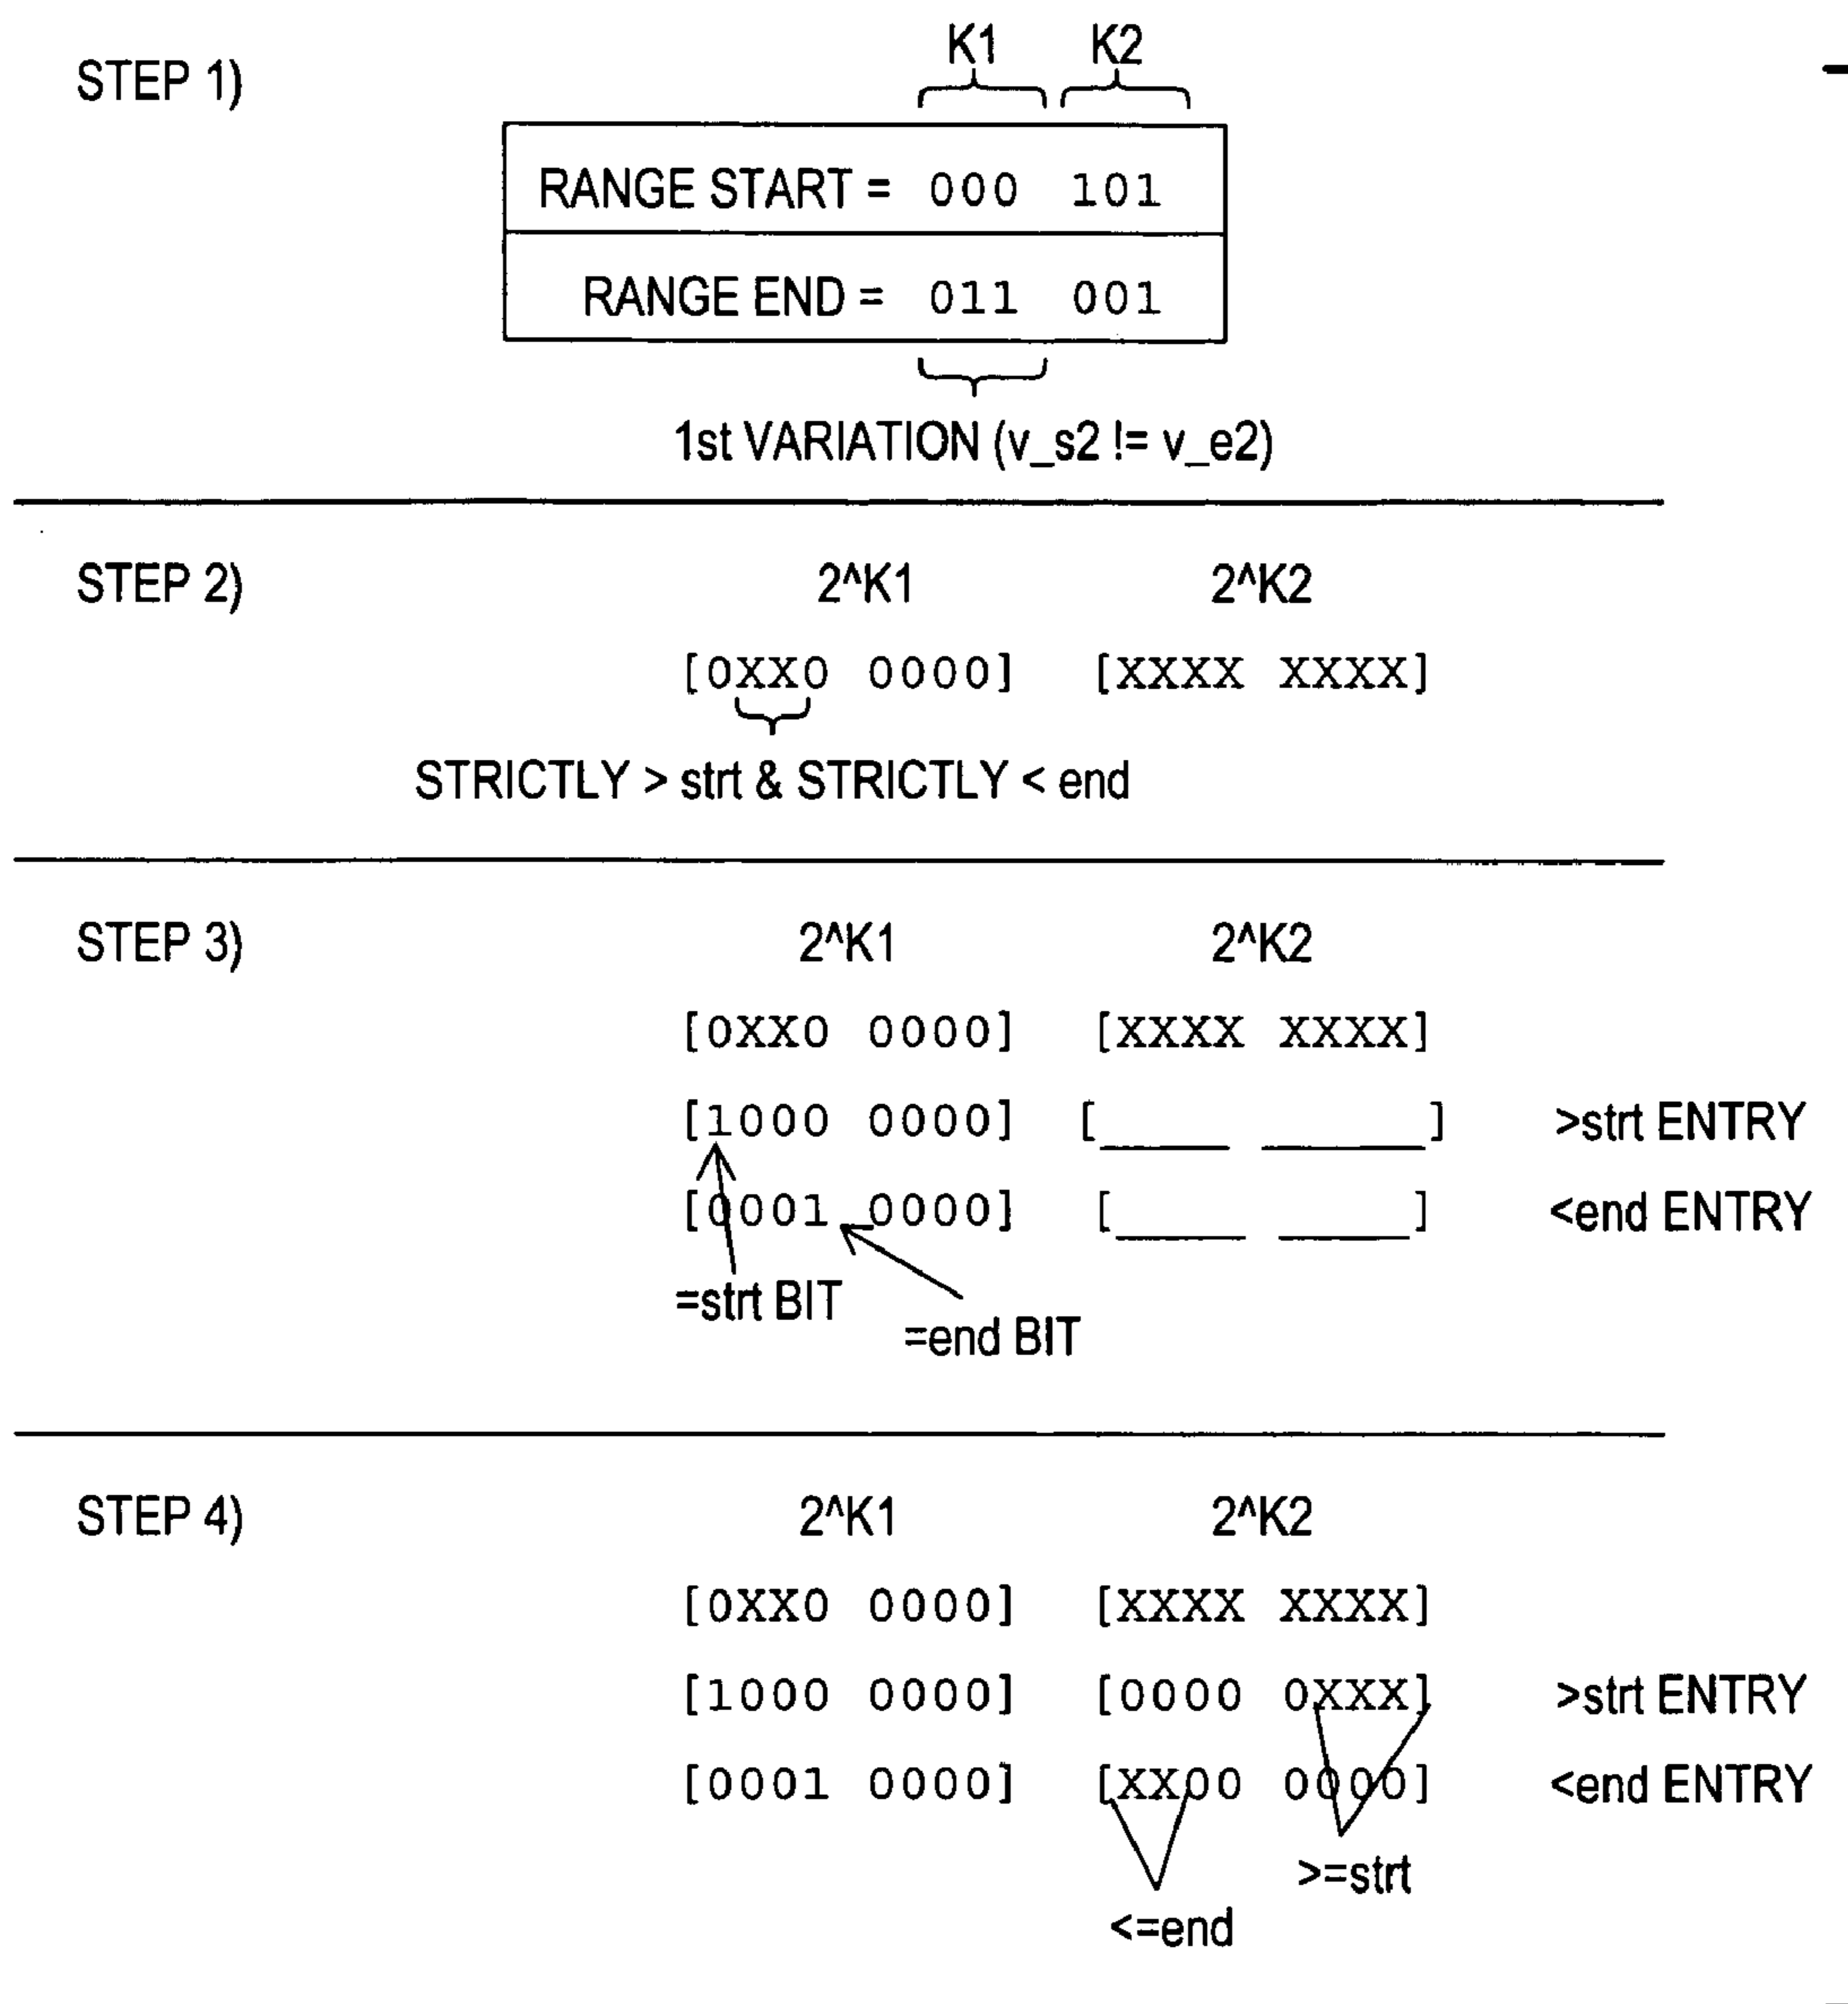 STEP 1)
K1 K2
RANGE START = 000 101
RANGE END = 011 001
1st VARIATION (v_s2 != v_e2)
STEP 2)
2^K1 2^K2
[0XX0 0000] [XXXX XXXX]
STRICTLY > strt & STRICTLY < end
STEP 3)
2^K1 2^K2
[0XX0 0000] [XXXX XXXX]
[1000 0000] [____ _____] >strt ENTRY
[0001 0000] [____ ____] <end ENTRY
=strt BIT
=end BIT
STEP 4)
2^K1 2^K2
[0XX0 0000] [XXXX XXXX]
[1000 0000] [0000 0XXX] >strt ENTRY
[0001 0000] [XX00 0000] <end ENTRY
>=strt
<=end